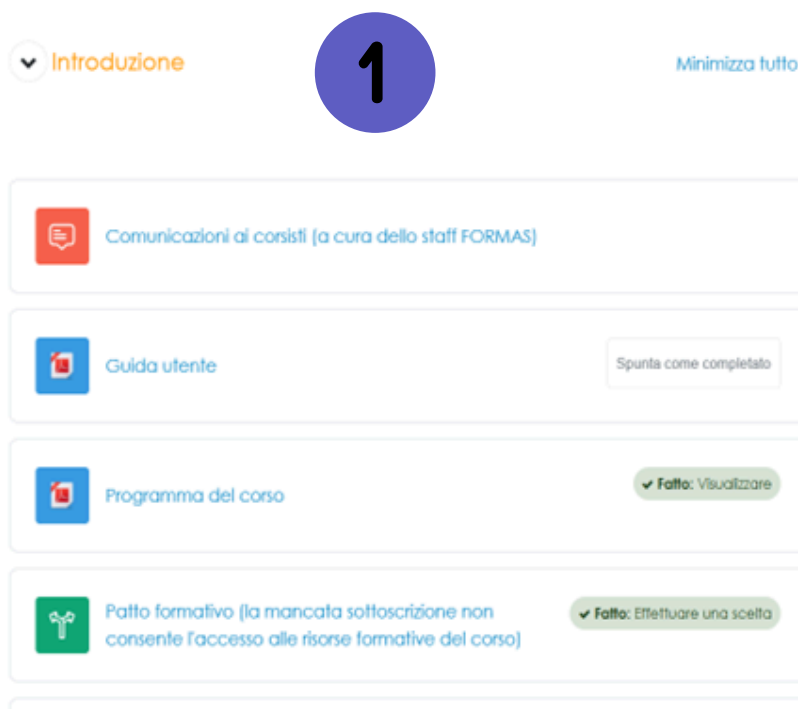 Introduzione
1
Minimizza tutto
Comunicazioni ai corsisti (a cura dello staff FORMAS)
Guida utente
Spunta come completato
Programma del corso
Fatto: Visualizzare
Patto formativo (la mancata sottoscrizione non
consente l'accesso alle risorse formative del corso)
Fatto: Effettuare una scelta